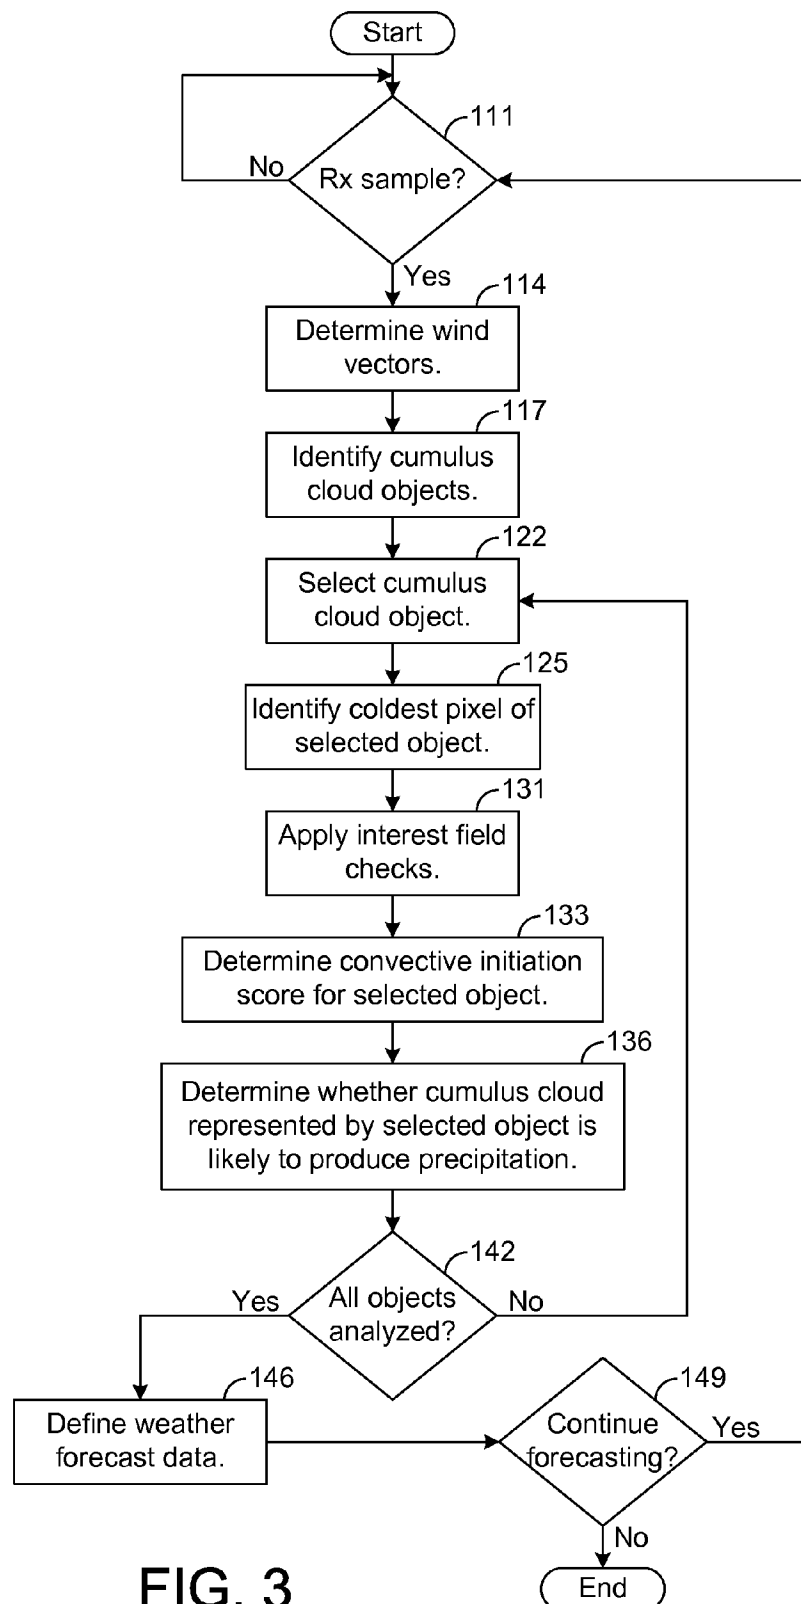 Start
111
Rx sample?
No
Yes
114
Determine wind
vectors.
117
Identify cumulus
cloud objects.
122
Select cumulus
cloud object.
125
Identify coldest pixel of
selected object.
131
Apply interest field
checks.
133
Determine convective initiation
score for selected object.
136
Determine whether cumulus cloud
represented by selected object is
likely to produce precipitation.
142
All objects
analyzed?
Yes
No
146
Define weather
forecast data.
149
Continue
forecasting?
Yes
No
End
FIG. 3